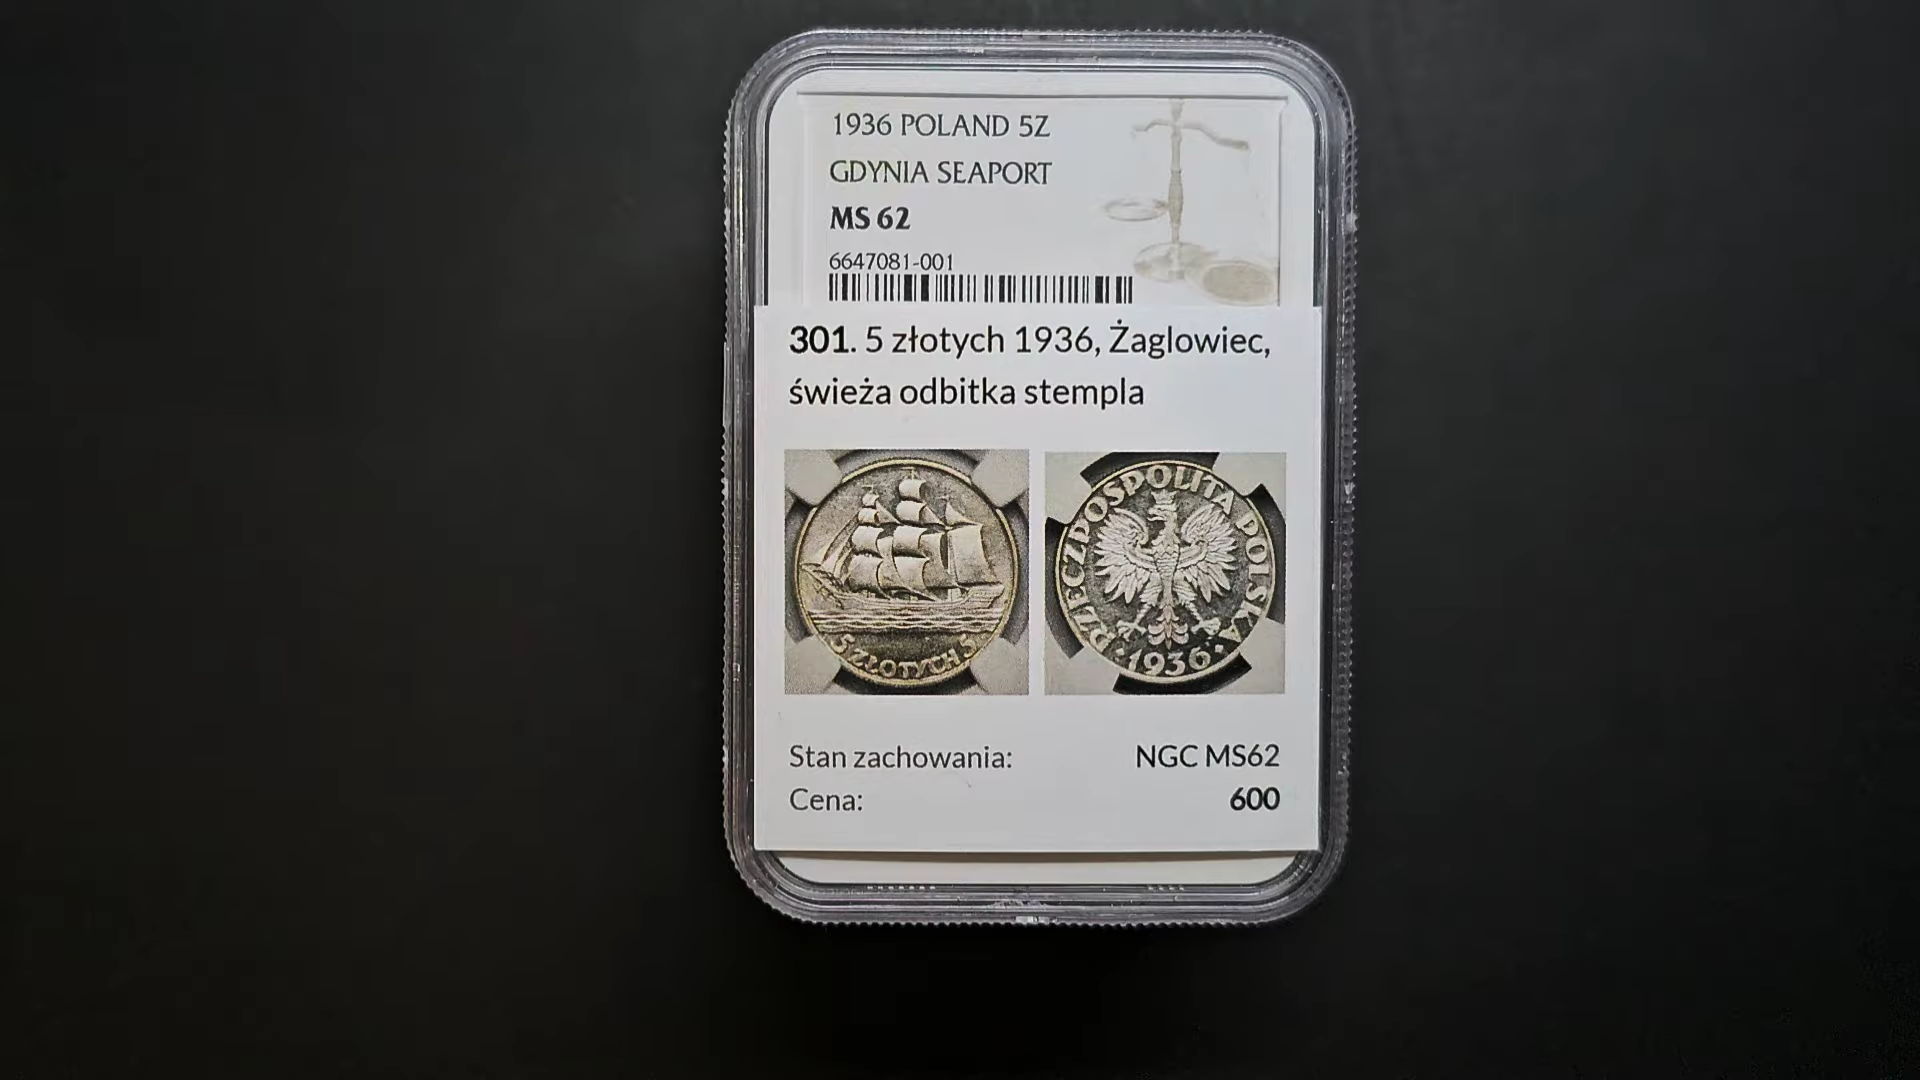 1936 POLAND 5Z
GDYNIA SEAPORT
MS 62
6647081-001
301. 5 złotych 1936, Żaglowiec,
świeża odbitka stempla
5 ZŁOTYCH 5
RZECZPOSPOLITA POLSKA
·1936·
Stan zachowania: NGC MS62
Cena: 600